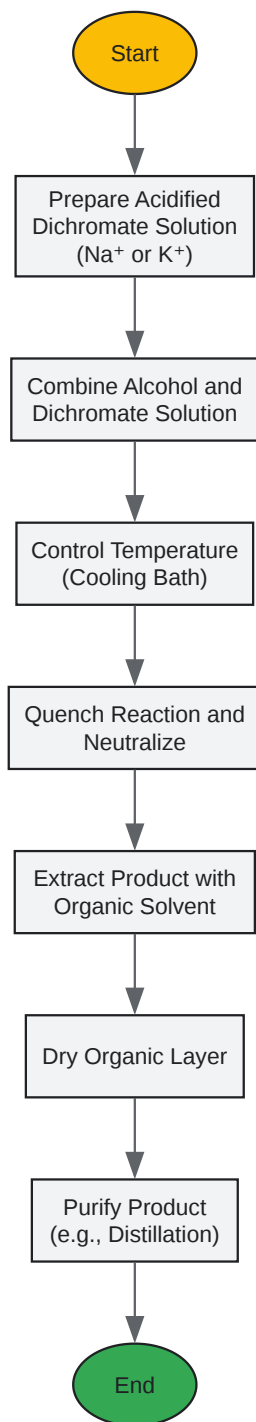 Start
Prepare Acidified
Dichromate Solution
(Na⁺ or K⁺)
Combine Alcohol and
Dichromate Solution
Control Temperature
(Cooling Bath)
Quench Reaction and
Neutralize
Extract Product with
Organic Solvent
Dry Organic Layer
Purify Product
(e.g., Distillation)
End